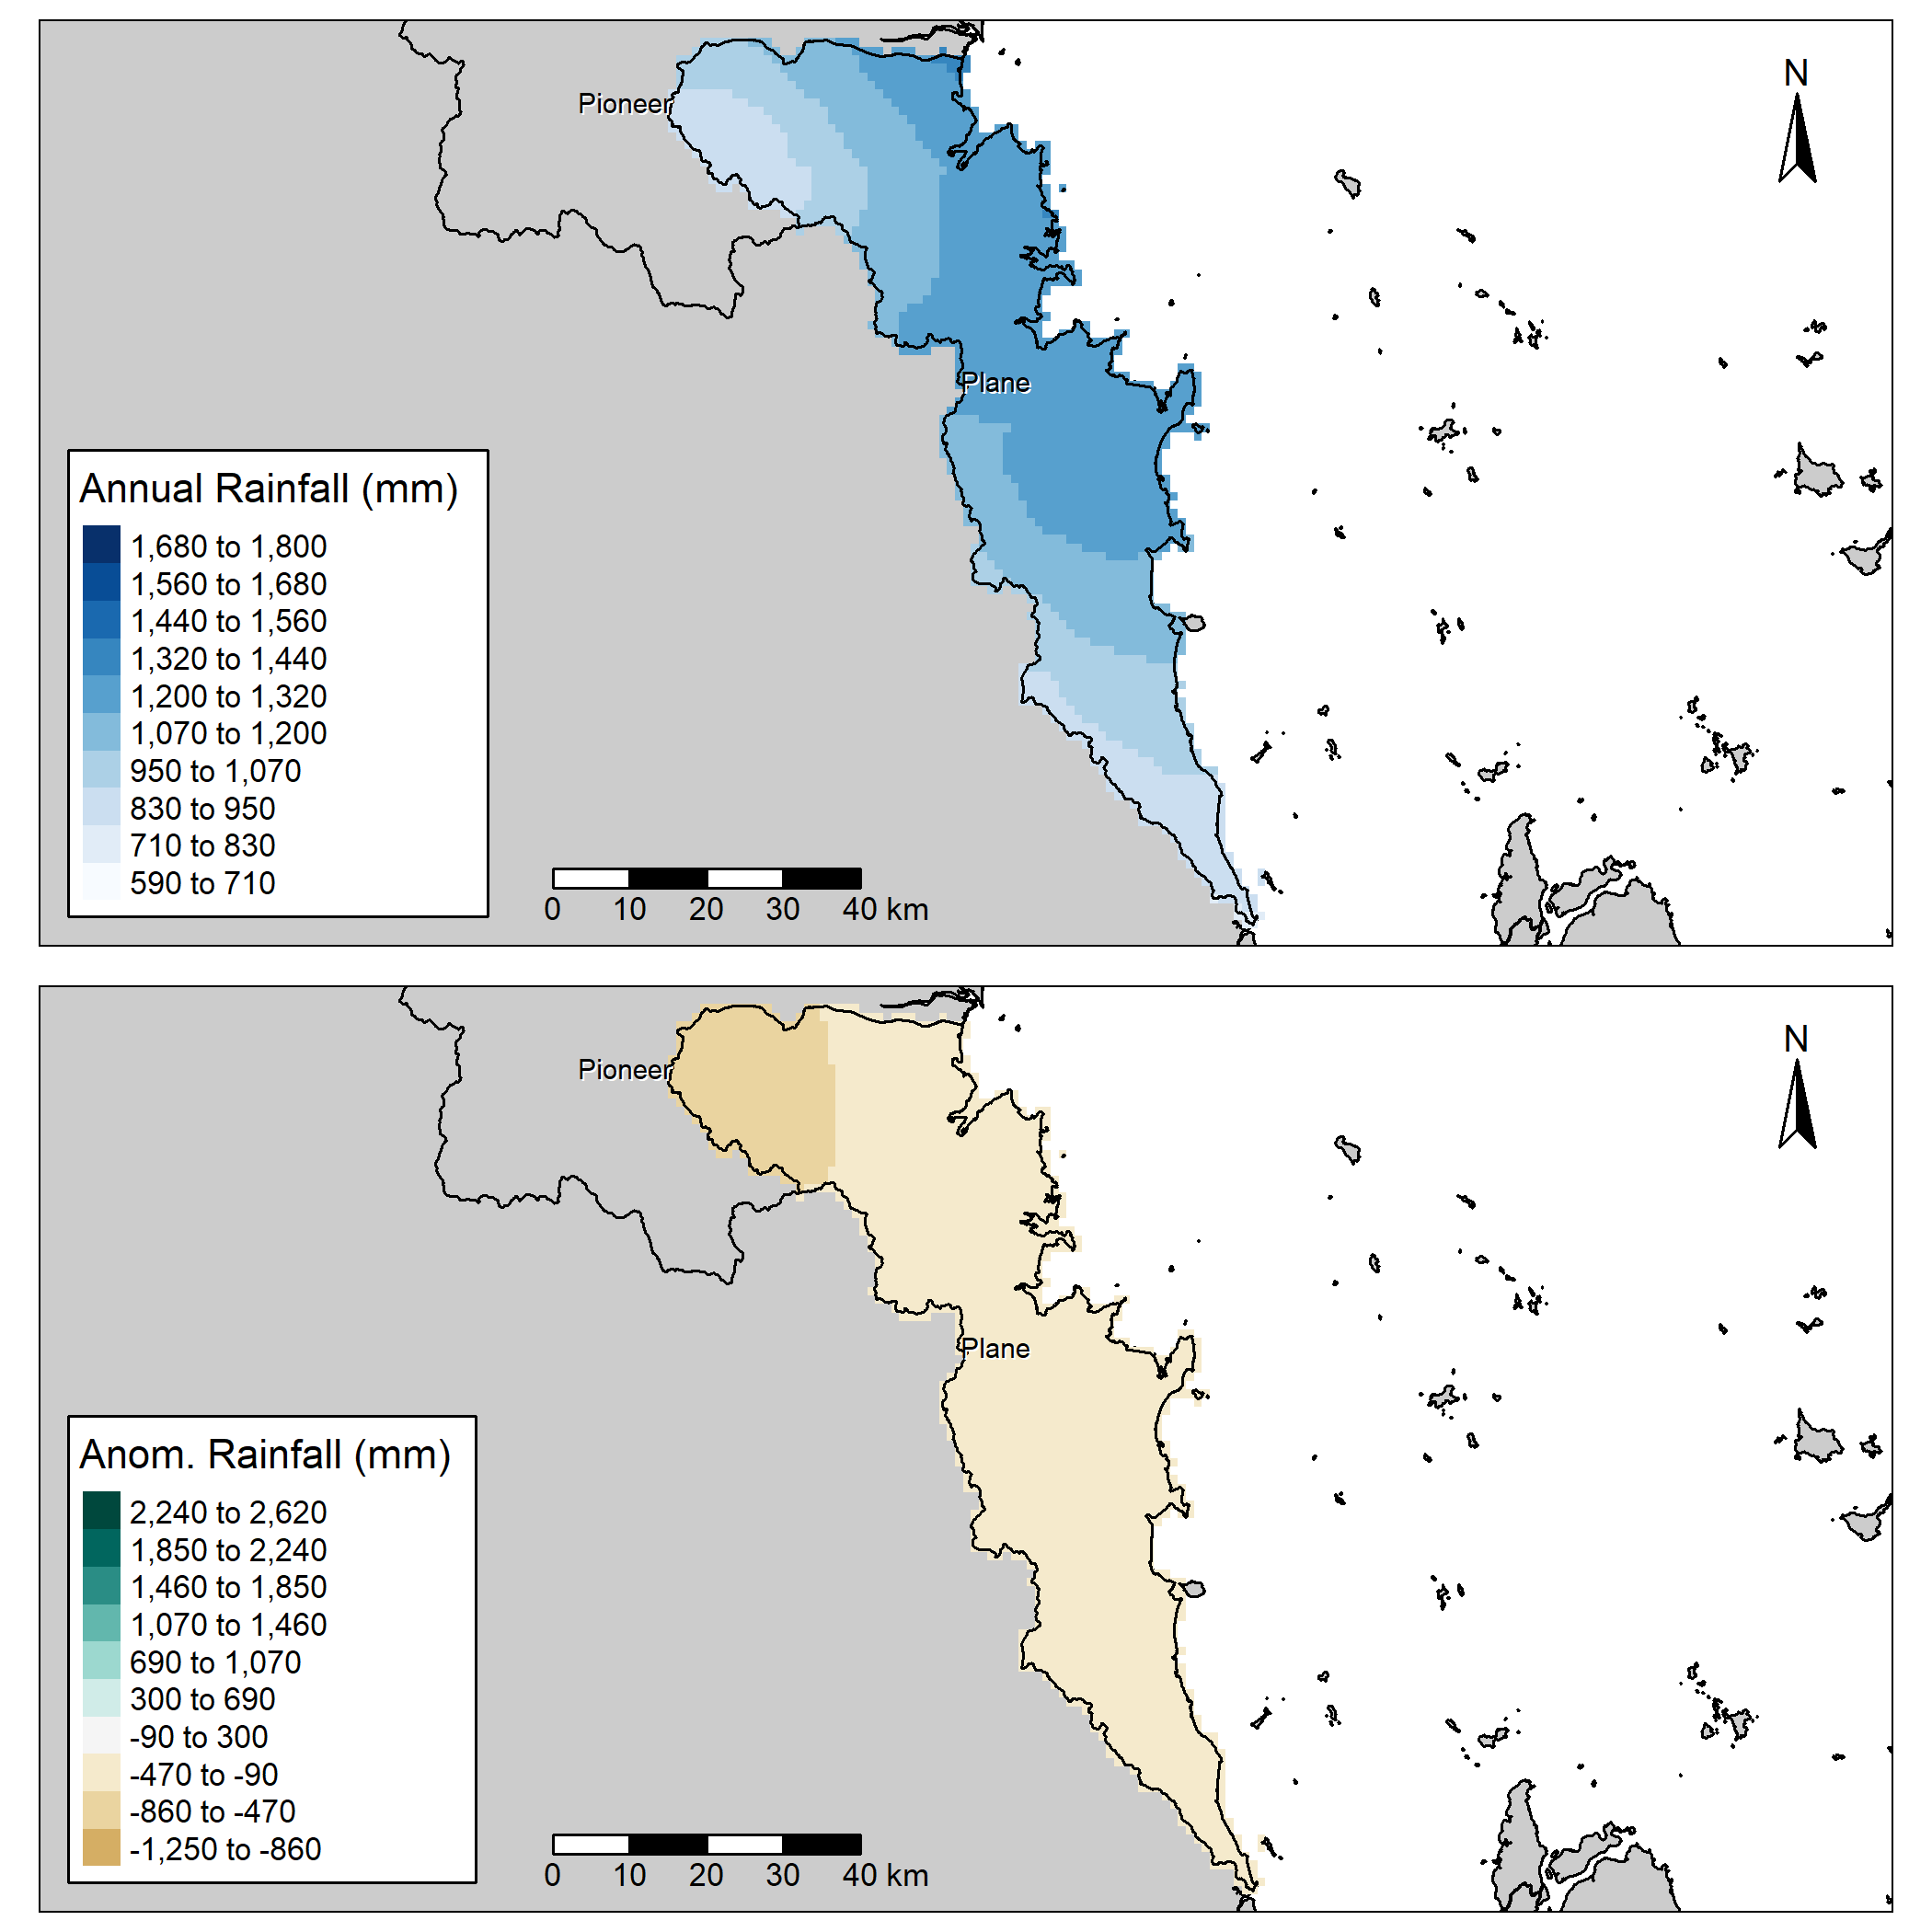 N
Pioneer
Plane
Annual Rainfall (mm)
1,680 to 1,800
1,560 to 1,680
1,440 to 1,560
1,320 to 1,440
1,200 to 1,320
1,070 to 1,200
950 to 1,070
830 to 950
710 to 830
590 to 710
0 10 20 30 40 km
N
Pioneer
Plane
Anom. Rainfall (mm)
2,240 to 2,620
1,850 to 2,240
1,460 to 1,850
1,070 to 1,460
690 to 1,070
300 to 690
-90 to 300
-470 to -90
-860 to -470
-1,250 to -860
0 10 20 30 40 km